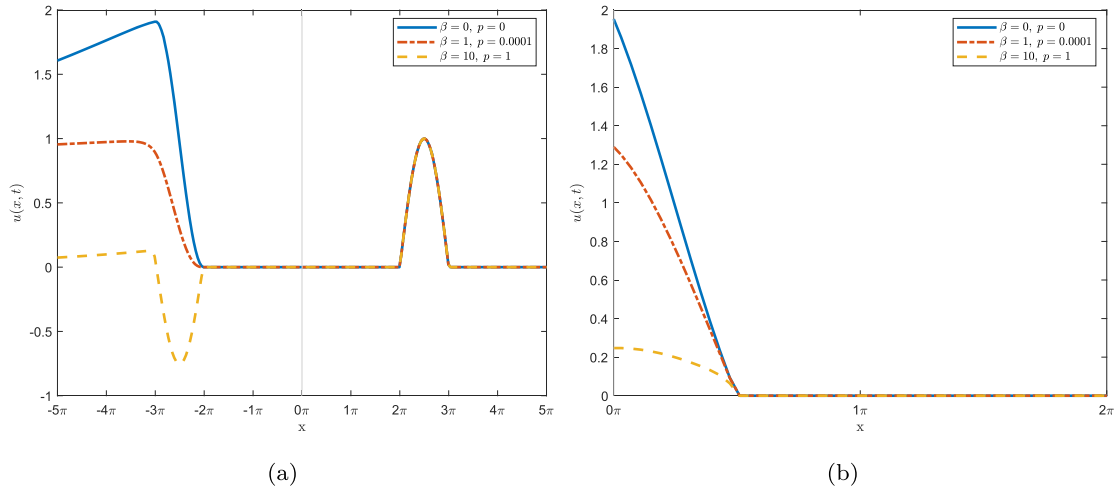 2
1.5
1
0.5
0
-0.5
-1
u(x, t)
-5π -4π -3π -2π -1π 0π 1π 2π 3π 4π 5π
x
β = 0, p = 0
β = 1, p = 0.0001
β = 10, p = 1
(a)
2
1.8
1.6
1.4
1.2
1
0.8
0.6
0.4
0.2
0
u(x, t)
0π 1π 2π
x
β = 0, p = 0
β = 1, p = 0.0001
β = 10, p = 1
(b)